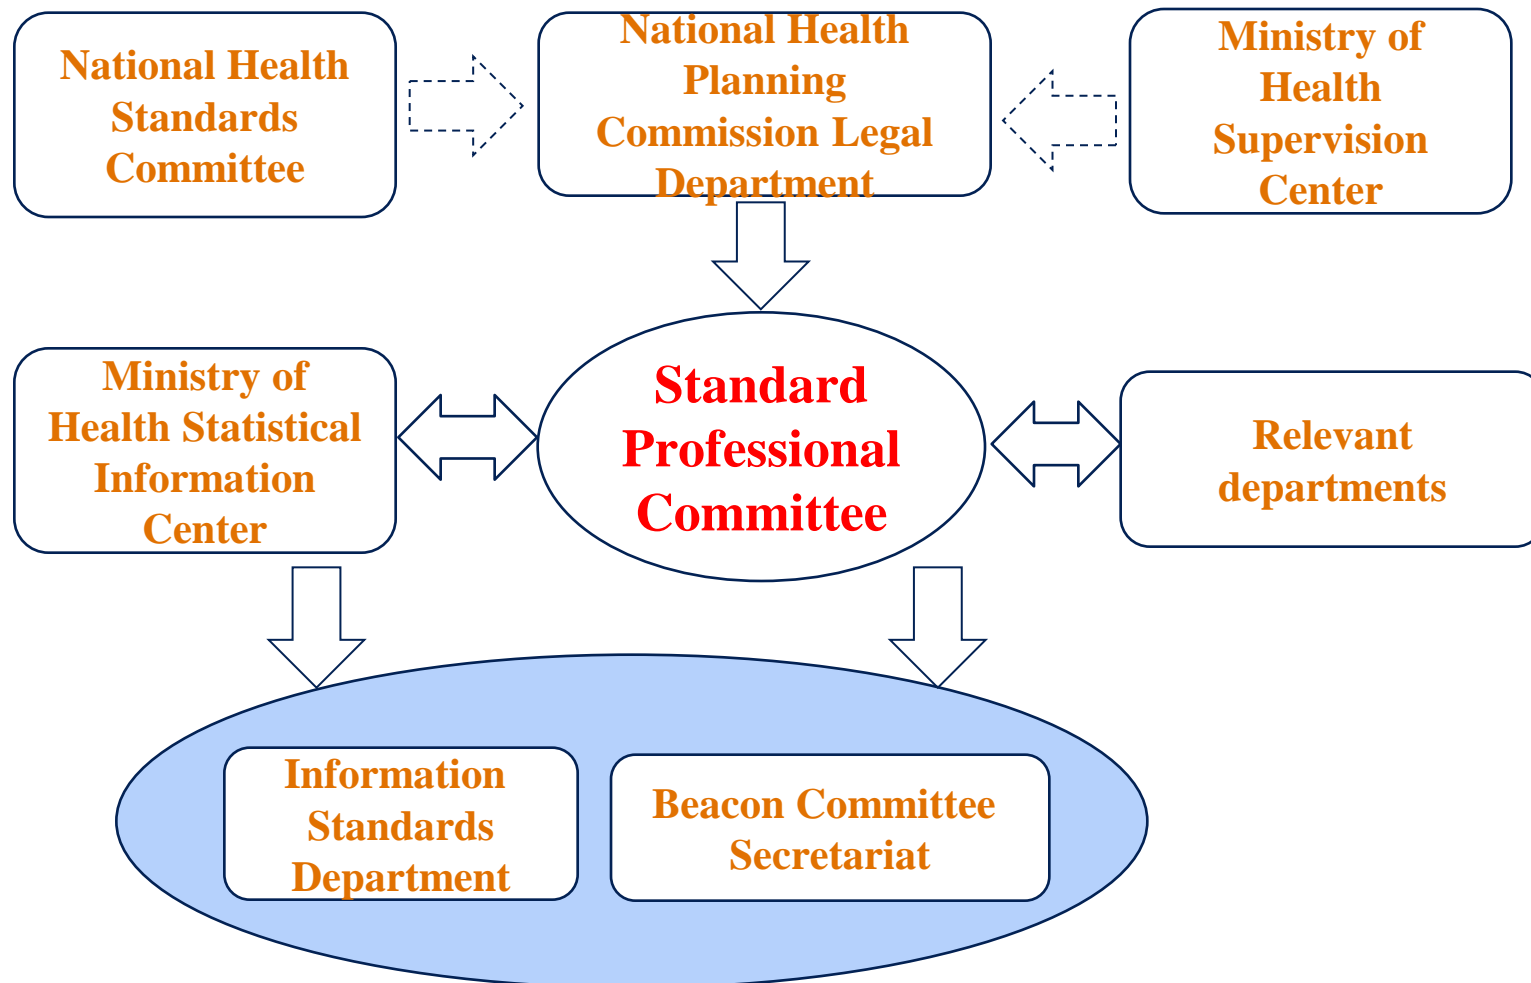 National Health
Standards
Committee
National Health
Planning
Commission Legal
Department
Ministry of
Health
Supervision
Center
Ministry of
Health Statistical
Information
Center
Standard
Professional
Committee
Relevant
departments
Information
Standards
Department
Beacon Committee
Secretariat